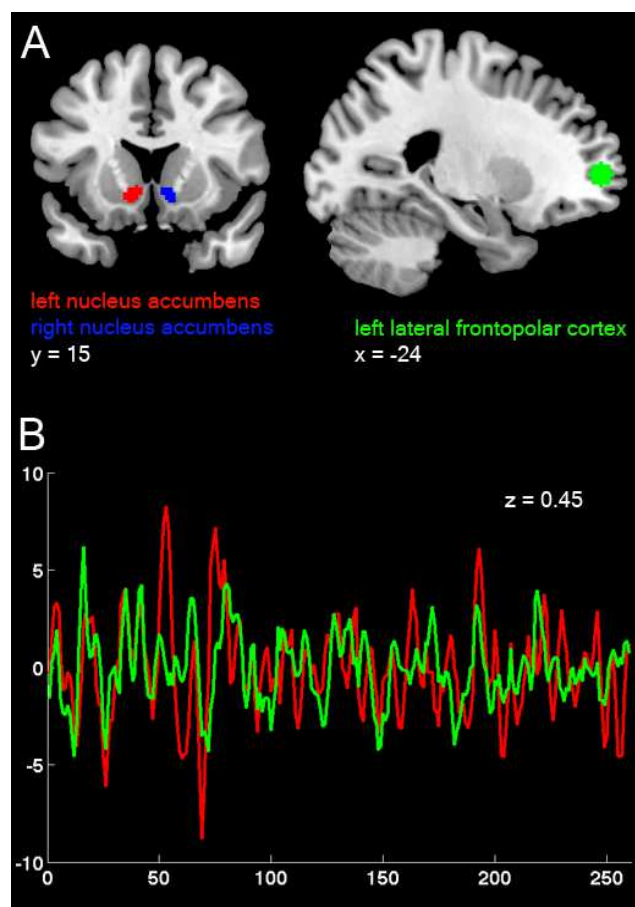 A
left nucleus accumbens
right nucleus accumbens
y = 15
left lateral frontopolar cortex
x = -24
B
10
z = 0.45
5
0
-5
-10
0 50 100 150 200 250